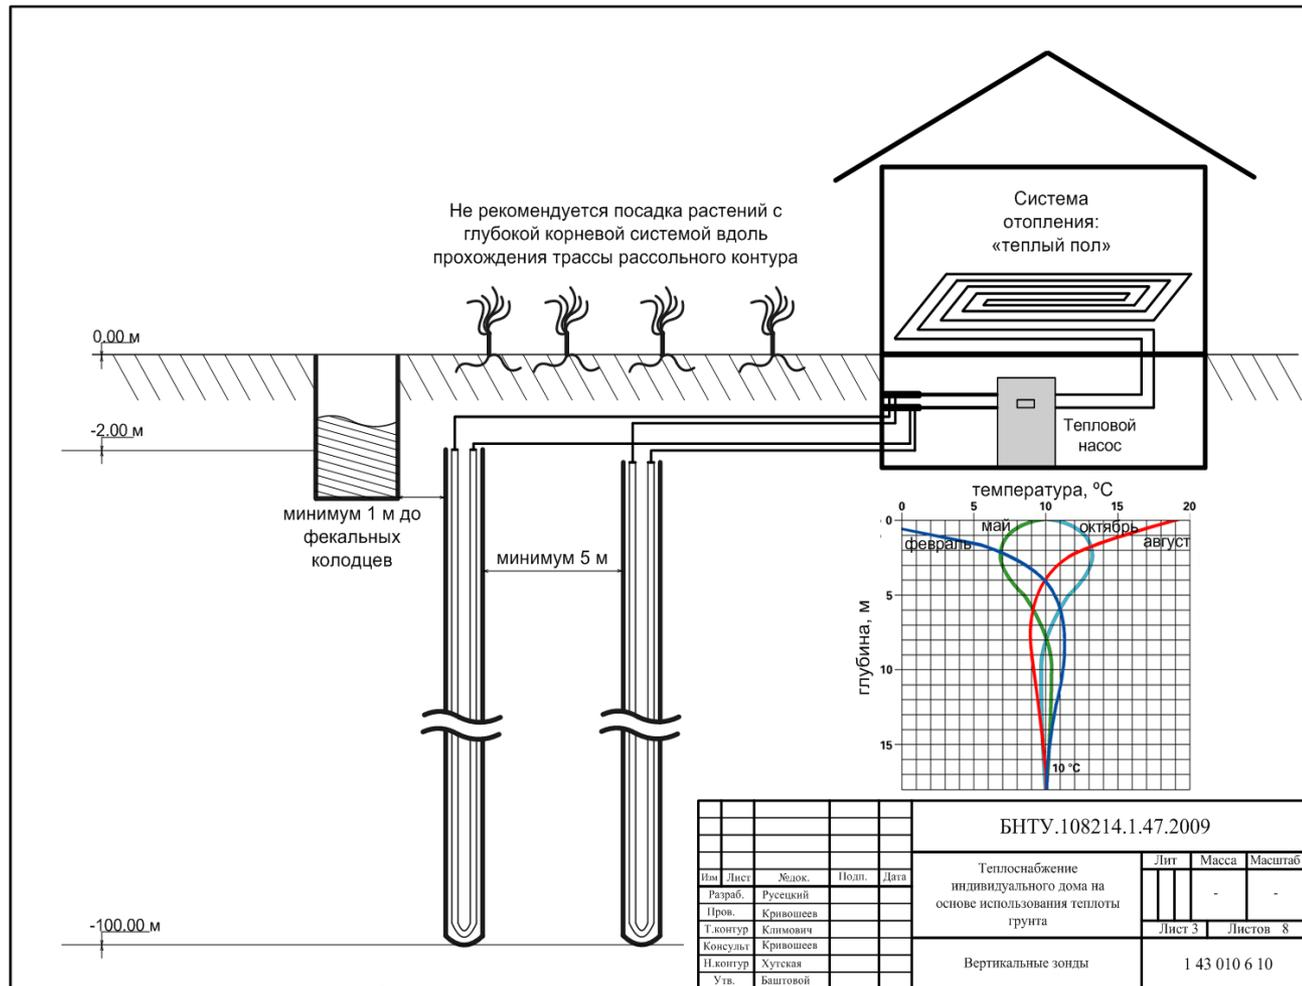 Система
отопления:
«теплый пол»
Не рекомендуется посадка растений с
глубокой корневой системой вдоль
прохождения трассы рассольного контура
0,00 м
-2.00 м
Тепловой
насос
минимум 1 м до
фекальных
колодцев
минимум 5 м
температура, ºС
0 5 10 15 20
0
май
октябрь
февраль
август
5
глубина, м
10
15
10 °C
-100.00 м
БНТУ.108214.1.47.2009
Теплоснабжение
индивидуального дома на
основе использования теплоты
грунта
Лит Масса Масштаб
- -
Лист 3 Листов 8
Вертикальные зонды
1 43 010 6 10
Изм Лист №док. Подп. Дата
Разраб. Русецкий
Пров. Кривошеев
Т.контур Климович
Консульт Кривошеев
Н.контур Хутская
Утв. Баштовой